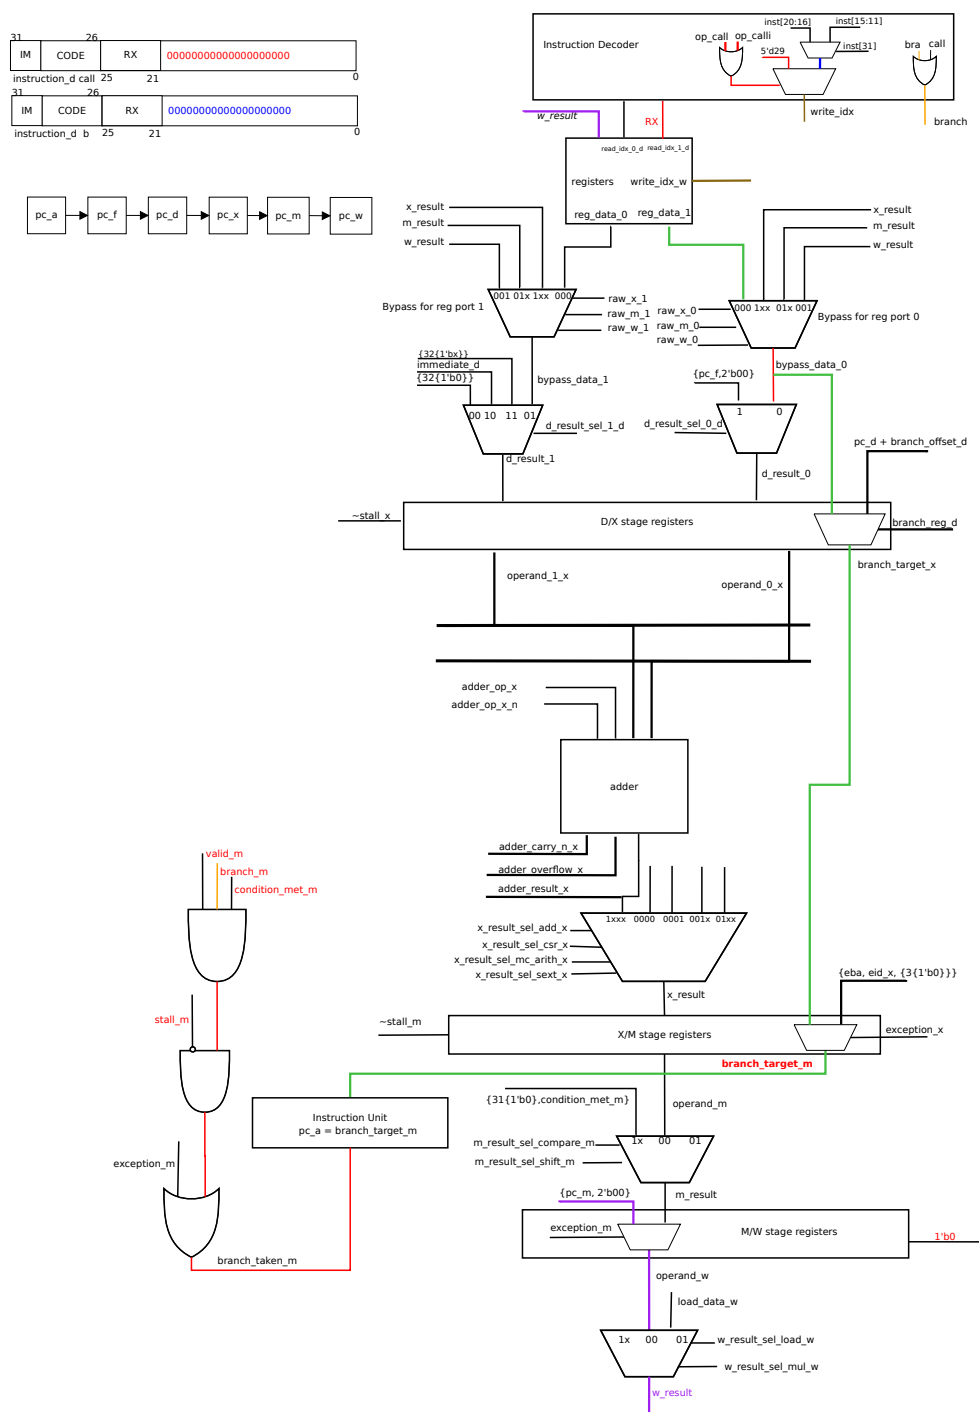 31
26
IM CODE RX 00000000000000000000
instruction_d call 25 21 0
31
26
IM CODE RX 00000000000000000000
instruction_d b 25 21 0
pc_a pc_f pc_d pc_x pc_m pc_w
Instruction Decoder
op_call op_calli
inst[20:16] inst[15:11]
5'd29
inst[31]
bra call
write_idx
branch
w_result
RX
read_idx_0_d read_idx_1_d
registers write_idx_w
reg_data_0 reg_data_1
x_result
m_result
w_result
x_result
m_result
w_result
001 01x 1xx 000
Bypass for reg port 1
raw_x_1
raw_m_1
raw_w_1
000 1xx 01x 001
raw_x_0
raw_m_0
raw_w_0
Bypass for reg port 0
{32{1'bx}}
immediate_d
{32{1'b0}}
bypass_data_1
00 10 11 01
d_result_sel_1_d
d_result_1
bypass_data_0
{pc_f,2'b00}
1 0
d_result_sel_0_d
d_result_0
pc_d + branch_offset_d
~stall_x
D/X stage registers
branch_reg_d
branch_target_x
operand_1_x
operand_0_x
adder_op_x
adder_op_x_n
adder
adder_carry_n_x
adder_overflow_x
adder_result_x
1xxx 0000 0001 001x 01xx
x_result_sel_add_x
x_result_sel_csr_x
x_result_sel_mc_arith_x
x_result_sel_sext_x
x_result
valid_m
branch_m
condition_met_m
stall_m
exception_m
branch_taken_m
{eba, eid_x, {3{1'b0}}}
~stall_m
X/M stage registers
exception_x
branch_target_m
Instruction Unit
pc_a = branch_target_m
{31{1'b0},condition_met_m}
operand_m
1x 00 01
m_result_sel_compare_m
m_result_sel_shift_m
m_result
{pc_m, 2'b00}
exception_m
M/W stage registers
1'b0
operand_w
load_data_w
1x 00 01
w_result_sel_load_w
w_result_sel_mul_w
w_result